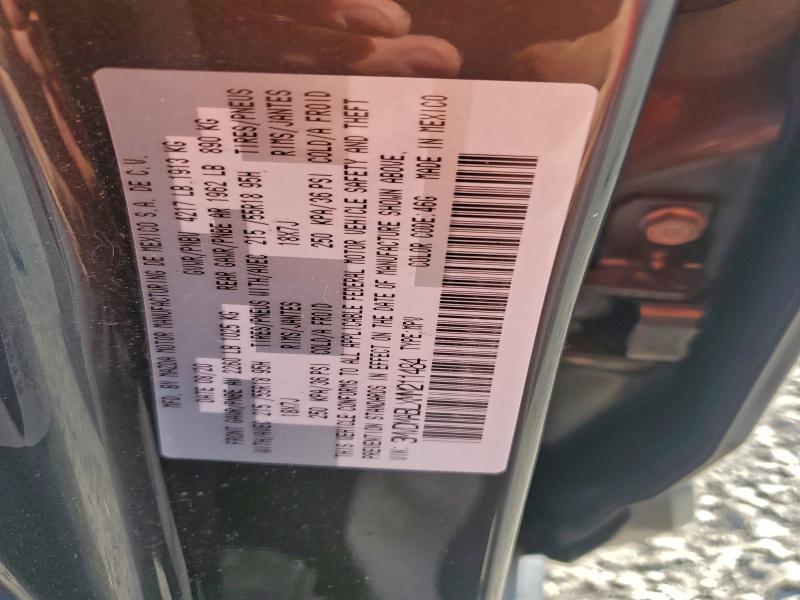 MFD. BY MAZDA MOTOR MANUFACTURING DE MEXICO S.A. DE C.V.
DATE 08/20 GVWR/PNBV 4217 LB 1913 KG
FRONT GAWR/PNBE AV 2260 LB 1025 KG REAR GAWR/PNBE AR 1962 LB 890 KG
WITH/AVEC 215/55R18 95H TIRES/PNEUS WITH/AVEC 215/55R18 95H TIRES/PNEUS
18X7J RIMS/JANTES 18X7J RIMS/JANTES
250 KPA/36 PSI COLD/A FROID 250 KPA/36 PSI COLD/A FROID
THIS VEHICLE CONFORMS TO ALL APPLICABLE FEDERAL MOTOR VEHICLE SAFETY AND THEFT
PREVENTION STANDARDS IN EFFECT ON THE DATE OF MANUFACTURE SHOWN ABOVE.
VIN: TYPE:MPV COLOR CODE:46G MADE IN MEXICO